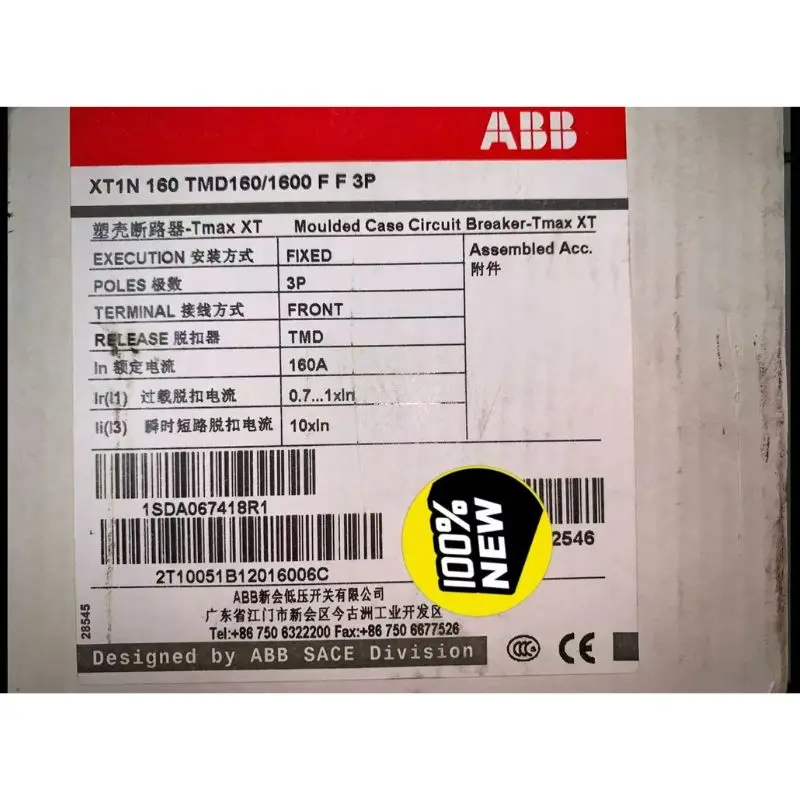 ABB
XT1N 160 TMD160/1600 F F 3P
塑壳断路器-Tmax XT Moulded Case Circuit Breaker-Tmax XT
EXECUTION 安装方式 FIXED Assembled Acc.
附件
POLES 极数 3P
TERMINAL 接线方式 FRONT
RELEASE 脱扣器 TMD
In 额定电流 160A
Ir(I1) 过载脱扣电流 0.7...1xIn
Ii(I3) 瞬时短路脱扣电流 10xIn
1SDA067418R1
2546
2T10051B12016006C
100%
NEW
ABB新会低压开关有限公司
广东省江门市新会区今古洲工业开发区
Tel:+86 750 6322200 Fax:+86 750 6677526
28545
Designed by ABB SACE Division
CCC CE